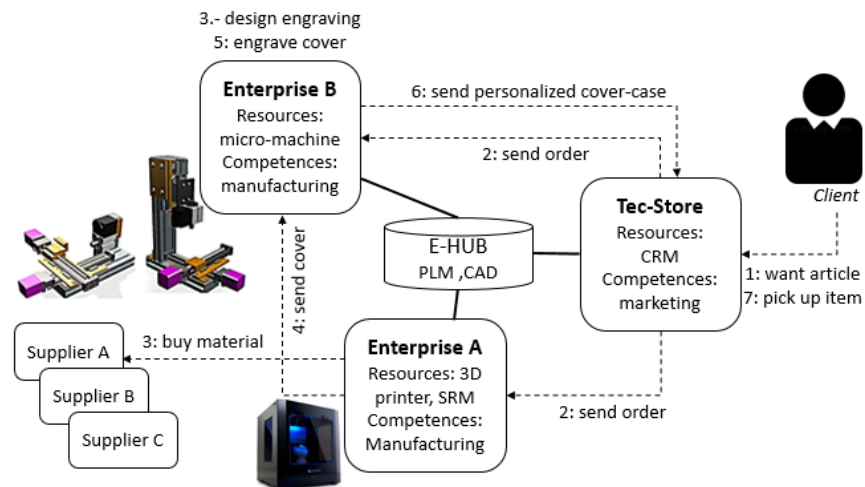 3.- design engraving
5: engrave cover
Enterprise B
Resources:
micro-machine
Competences:
manufacturing
6: send personalized cover-case
2: send order
Client
Tec-Store
Resources:
CRM
Competences:
marketing
1: want article
7: pick up item
E-HUB
PLM ,CAD
4: send cover
3: buy material
Supplier A
Supplier B
Supplier C
Enterprise A
Resources: 3D
printer, SRM
Competences:
Manufacturing
2: send order